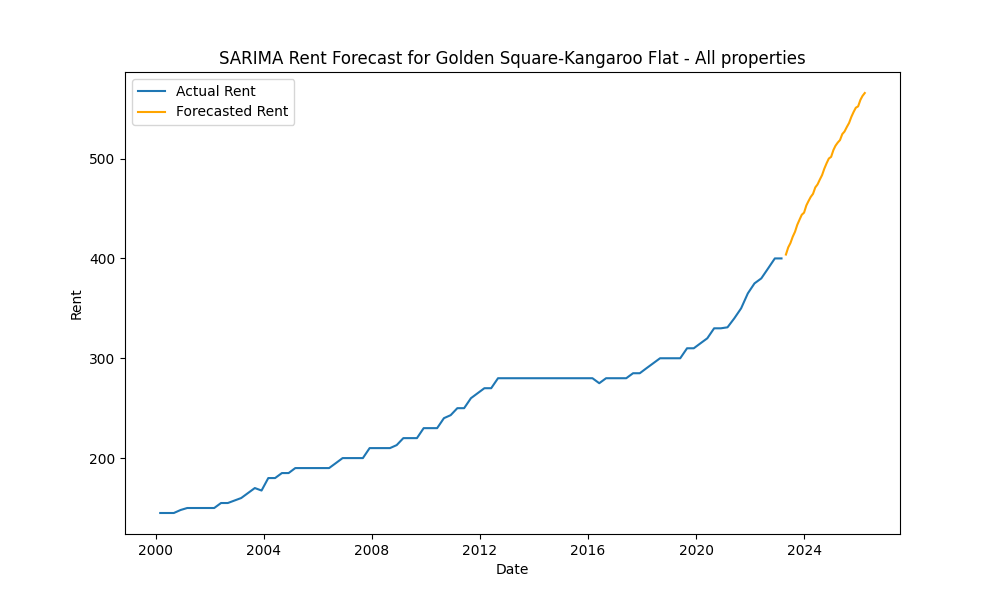 SARIMA Rent Forecast for Golden Square-Kangaroo Flat - All properties
Actual Rent
Forecasted Rent
500
400
300
200
Rent
2000 2004 2008 2012 2016 2020 2024
Date